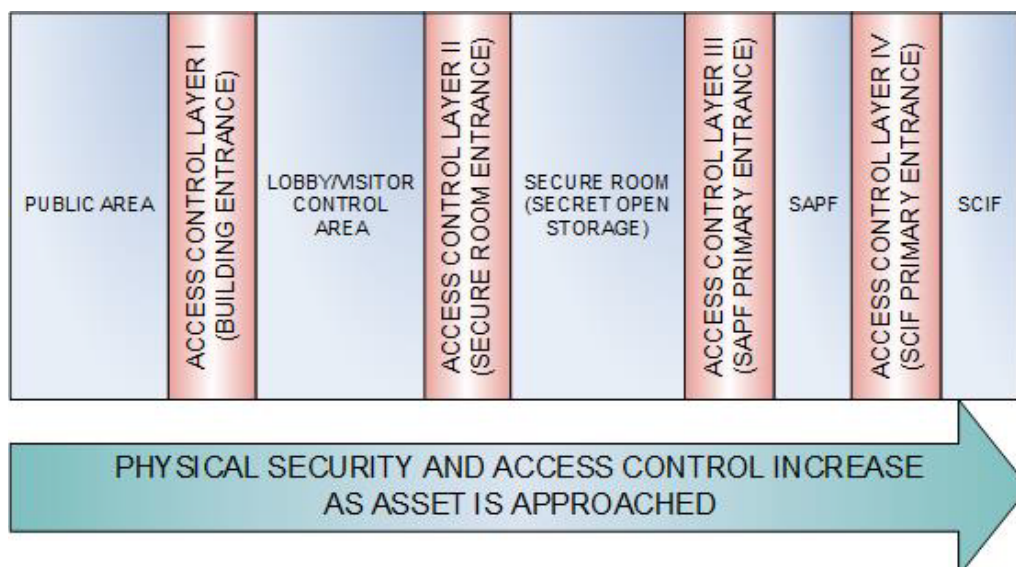 PUBLIC AREA
ACCESS CONTROL LAYER I
(BUILDING ENTRANCE)
LOBBY/VISITOR
CONTROL
AREA
ACCESS CONTROL LAYER II
(SECURE ROOM ENTRANCE)
SECURE ROOM
(SECRET OPEN
STORAGE)
ACCESS CONTROL LAYER III
(SAPF PRIMARY ENTRANCE)
SAPF
ACCESS CONTROL LAYER IV
(SCIF PRIMARY ENTRANCE)
SCIF
PHYSICAL SECURITY AND ACCESS CONTROL INCREASE
AS ASSET IS APPROACHED